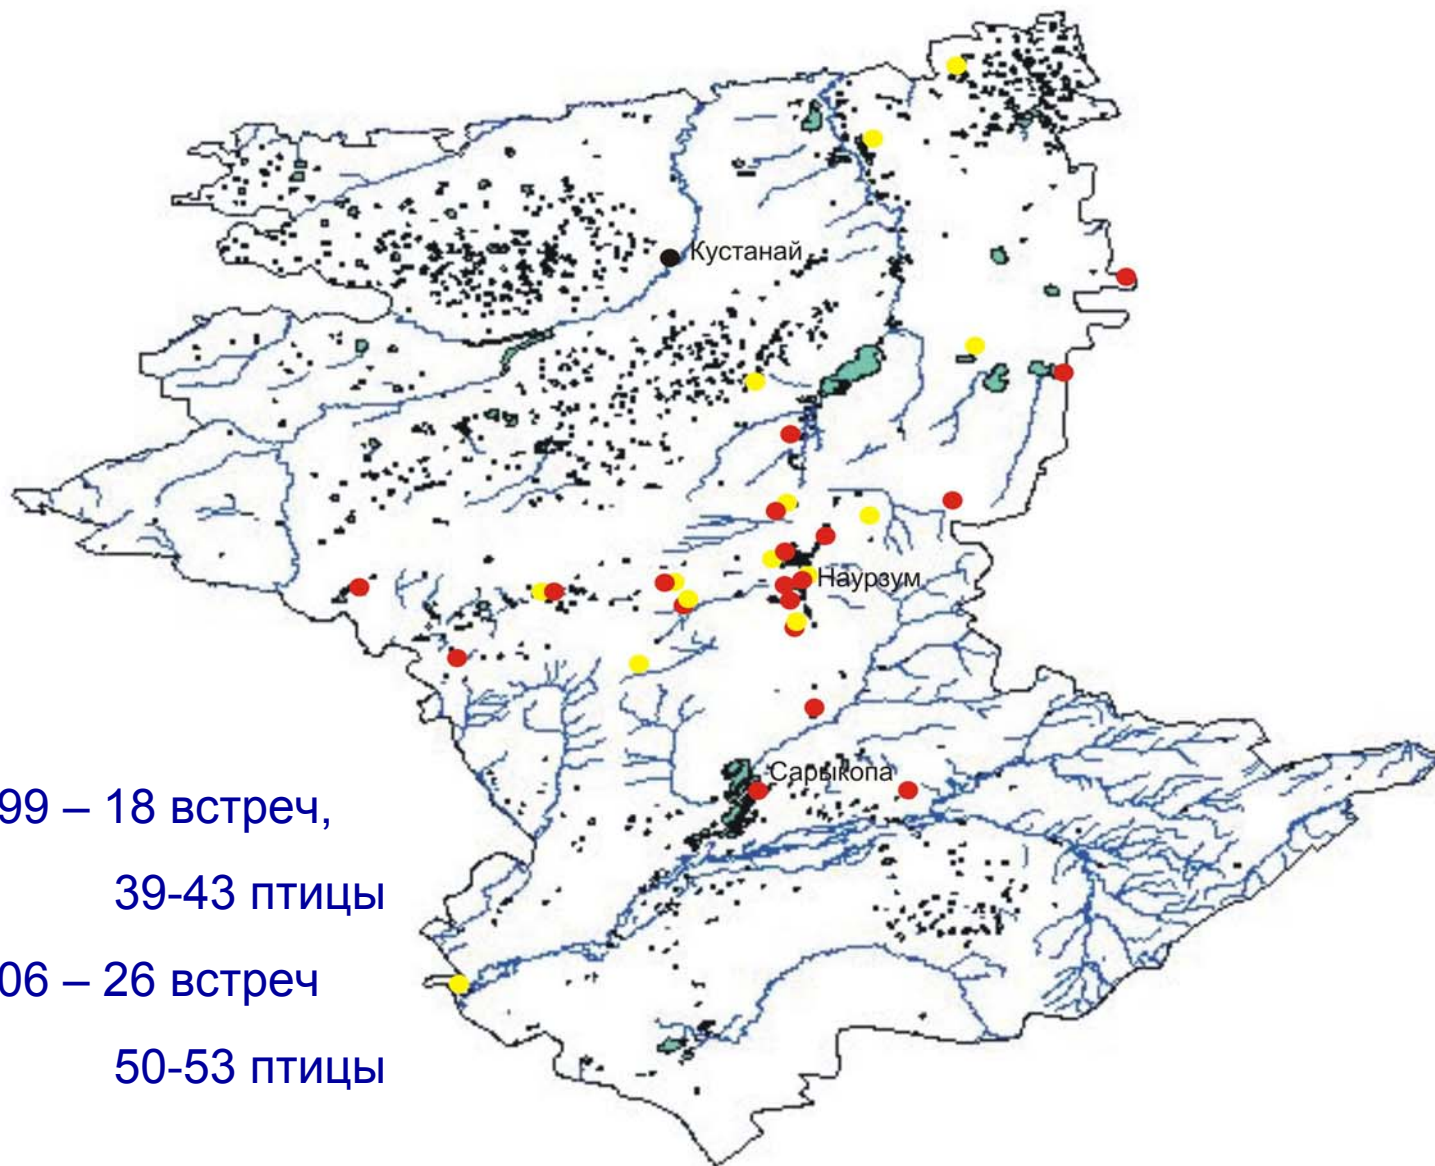 Кустанай
Наурзум
Сарыкопа
99 – 18 встреч,
39-43 птицы
06 – 26 встреч
50-53 птицы